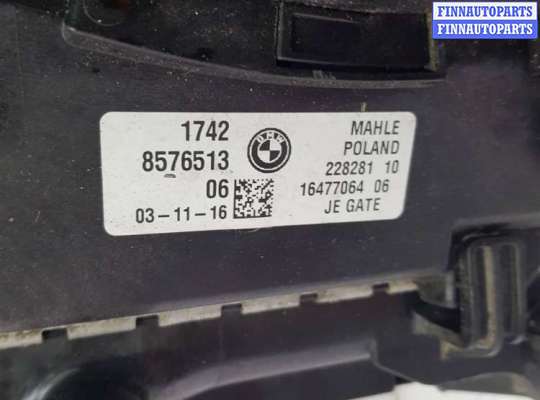 FINNAUTOPARTS
FINNAUTOPARTS
1742
8576513
06
03-11-16
BMW
MAHLE
POLAND
228281 10
16477064 06
JE GATE